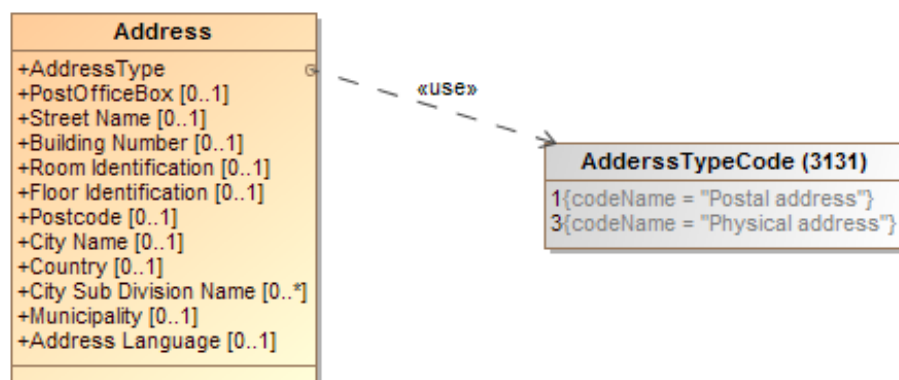 Address
+AddressType
+PostOfficeBox [0..1]
+Street Name [0..1]
+Building Number [0..1]
+Room Identification [0..1]
+Floor Identification [0..1]
+Postcode [0..1]
+City Name [0..1]
+Country [0..1]
+City Sub Division Name [0..*]
+Municipality [0..1]
+Address Language [0..1]
«use»
AdderssTypeCode (3131)
1{codeName = "Postal address"}
3{codeName = "Physical address"}